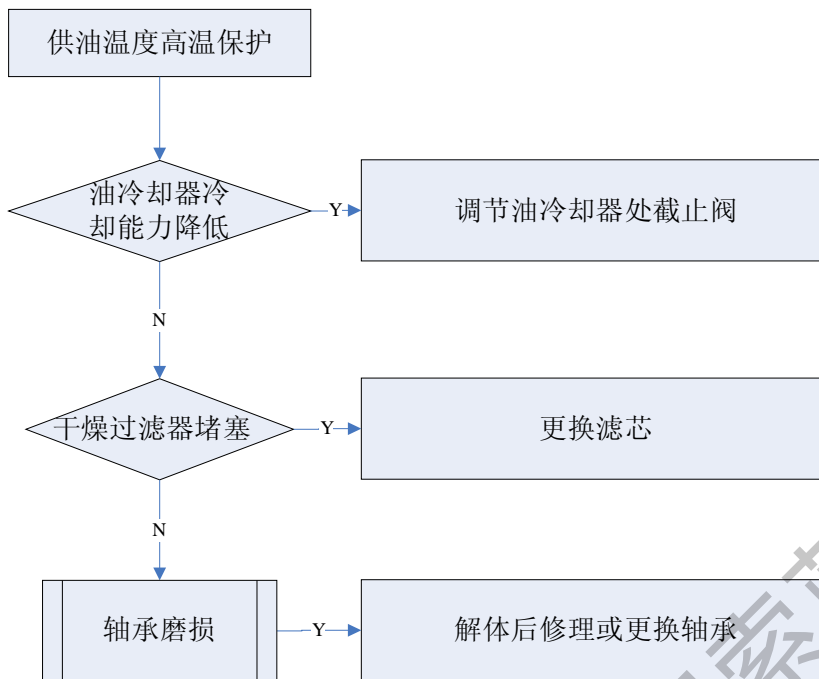 供油温度高温保护
油冷却器冷
却能力降低
Y
调节油冷却器处截止阀
N
干燥过滤器堵塞
Y
更换滤芯
N
轴承磨损
Y
解体后修理或更换轴承
索